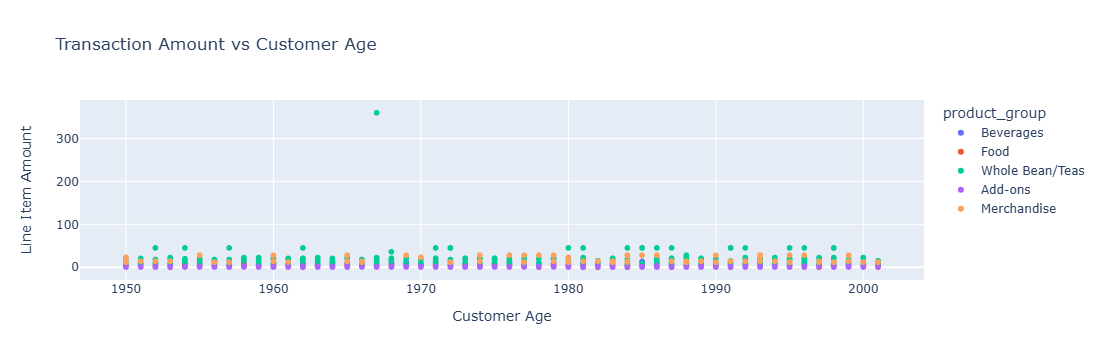 Transaction Amount vs Customer Age
Line Item Amount
300
200
100
0
1950
1960
1970
1980
1990
2000
Customer Age
product_group
Beverages
Food
Whole Bean/Teas
Add-ons
Merchandise